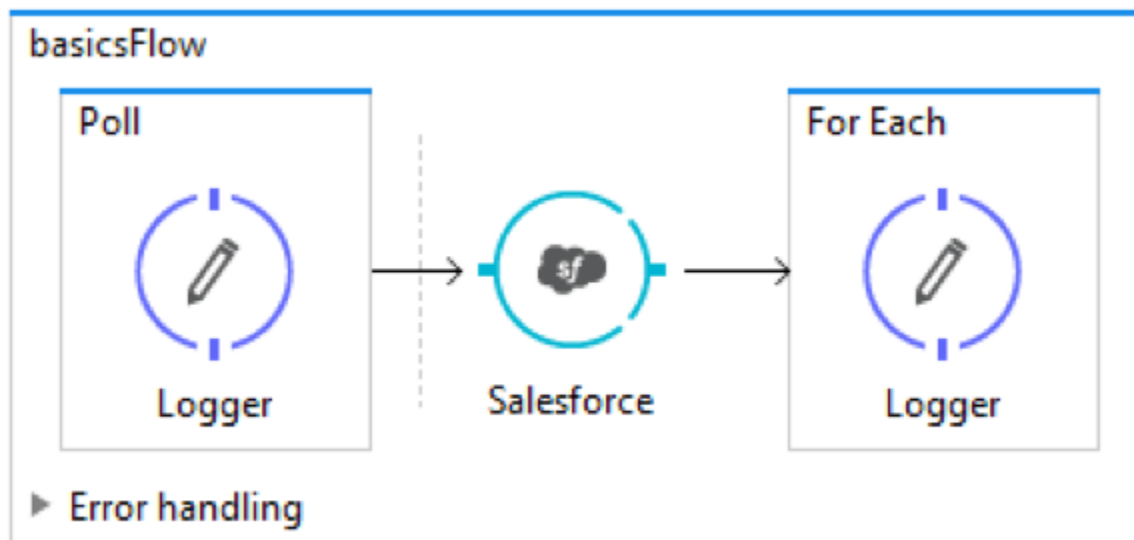 basicsFlow
Poll
For Each
sf
Logger
Salesforce
Logger
Error handling